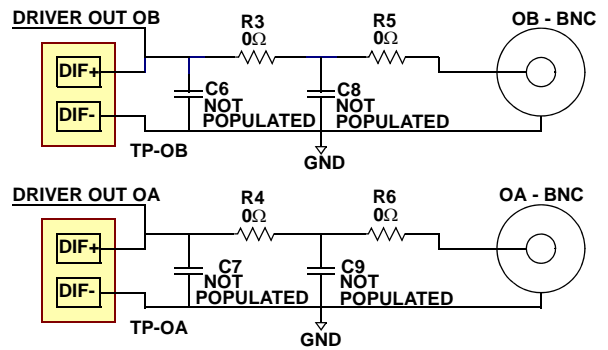 DRIVER OUT OB
R3
0Ω
R5
0Ω
OB - BNC
DIF+
DIF-
C6
NOT
POPULATED
C8
NOT
POPULATED
TP-OB
GND
DRIVER OUT OA
R4
0Ω
R6
0Ω
OA - BNC
DIF+
DIF-
C7
NOT
POPULATED
C9
NOT
POPULATED
TP-OA
GND